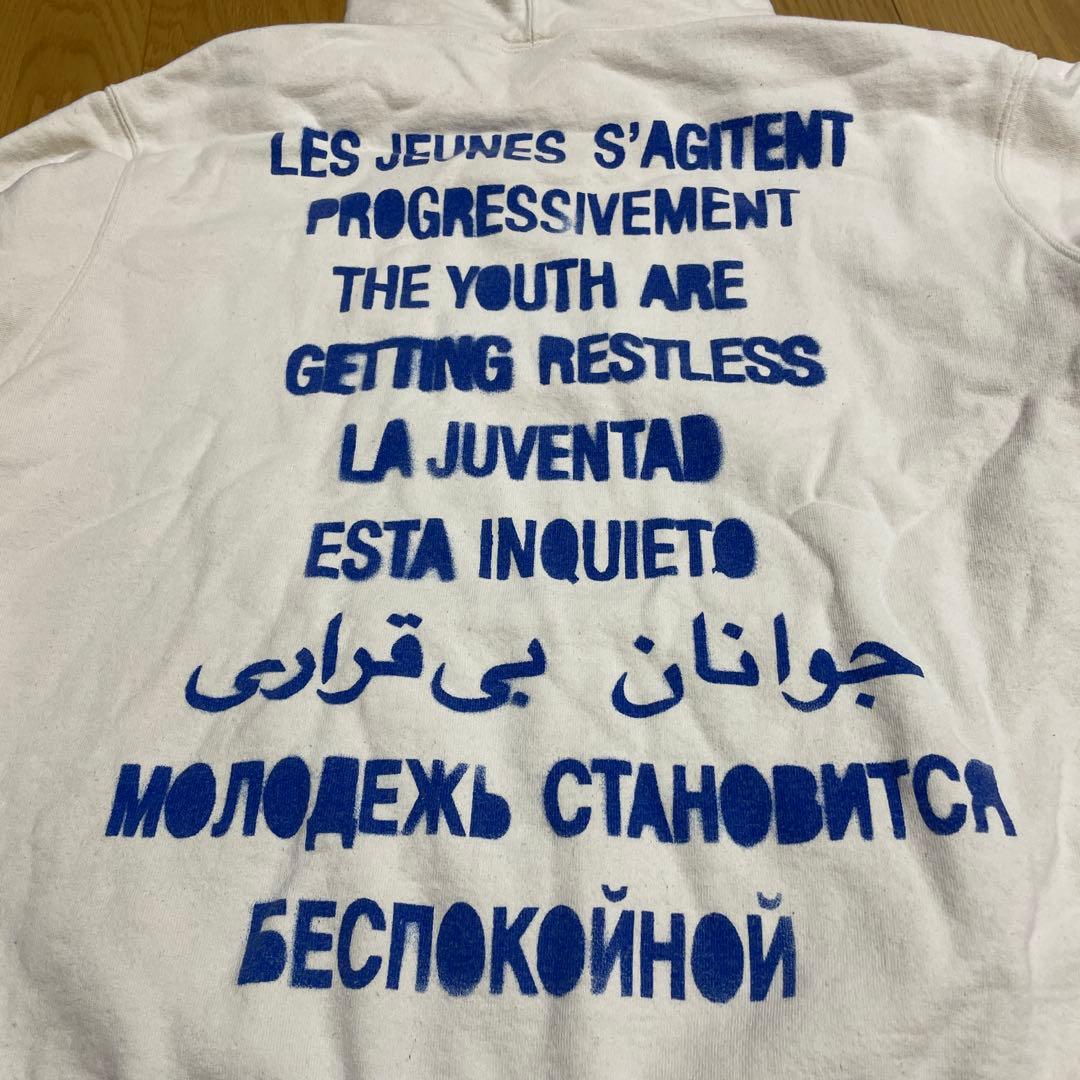 LES JEUNES S'AGITENT
PROGRESSIVEMENT
THE YOUTH ARE
GETTING RESTLESS
LA JUVENTAD
ESTA INQUIETO
جوانان بی قراری
МОЛОДЕЖЬ СТАНОВИТСЯ
БЕСПОКОЙНОЙ